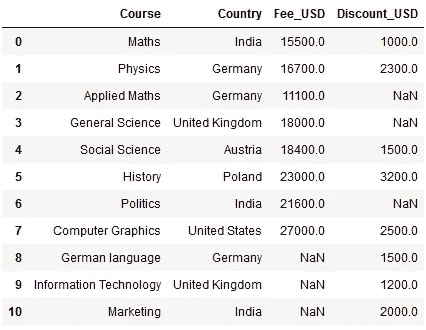 Course Country Fee_USD Discount_USD
0 Maths India 15500.0 1000.0
1 Physics Germany 16700.0 2300.0
2 Applied Maths Germany 11100.0 NaN
3 General Science United Kingdom 18000.0 NaN
4 Social Science Austria 18400.0 1500.0
5 History Poland 23000.0 3200.0
6 Politics India 21600.0 NaN
7 Computer Graphics United States 27000.0 2500.0
8 German language Germany NaN 1500.0
9 Information Technology United Kingdom NaN 1200.0
10 Marketing India NaN 2000.0